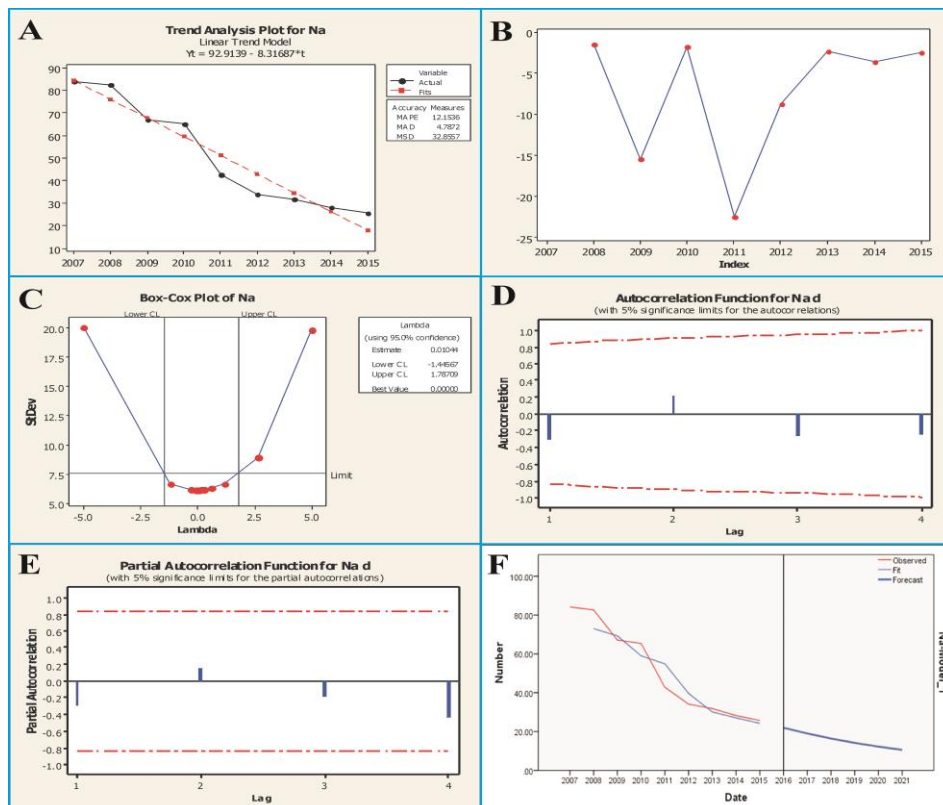 A
Trend Analysis Plot for Na
Linear Trend Model
Yt = 92.9139 - 8.31687*t
90
80
70
60
50
40
30
20
10
2007 2008 2009 2010 2011 2012 2013 2014 2015
Variable
Actual
Fits
Accuracy Measures
MAPE 12.1536
MAD 4.7872
MSD 32.8557
B
0
-5
-10
-15
-20
-25
2007 2008 2009 2010 2011 2012 2013 2014 2015
Index
C
Box-Cox Plot of Na
Lower CL Upper CL
20.0
17.5
15.0
12.5
10.0
7.5
5.0
StDev
Limit
-5.0 -2.5 0.0 2.5 5.0
Lambda
Lambda
(using 95.0% confidence)
Estimate 0.01044
Lower CL -1.44567
Upper CL 1.78709
Best Value 0.00000
D
Autocorrelation Function for Na d
(with 5% significance limits for the autocorrelations)
1.0
0.8
0.6
0.4
0.2
0.0
-0.2
-0.4
-0.6
-0.8
-1.0
Autocorrelation
1 2 3 4
Lag
E
Partial Autocorrelation Function for Na d
(with 5% significance limits for the partial autocorrelations)
1.0
0.8
0.6
0.4
0.2
0.0
-0.2
-0.4
-0.6
-0.8
-1.0
Partial Autocorrelation
1 2 3 4
Lag
F
Observed
Fit
Forecast
100.00
80.00
60.00
40.00
20.00
.00
Number
2007 2008 2009 2010 2011 2012 2013 2014 2015 2016 2017 2018 2019 2020 2021
Date